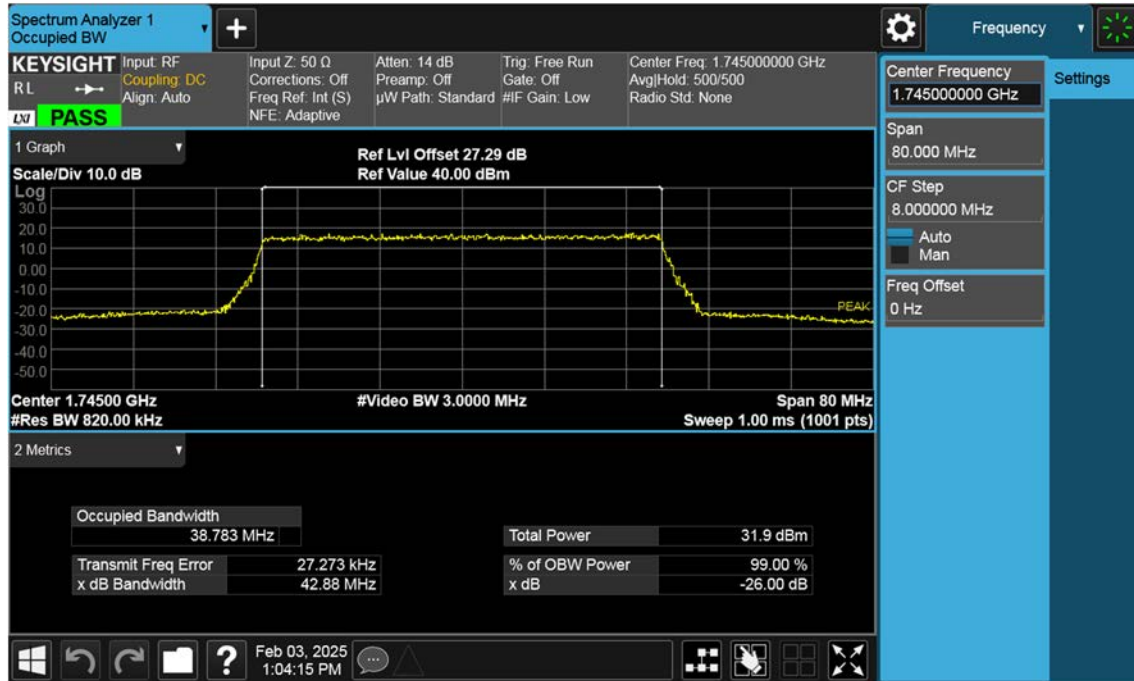 Spectrum Analyzer 1
Occupied BW
+
Frequency
KEYSIGHT
R L
LXI PASS
Input: RF
Coupling: DC
Align: Auto
Input Z: 50 Ω
Corrections: Off
Freq Ref: Int (S)
NFE: Adaptive
Atten: 14 dB
Preamp: Off
µW Path: Standard
Trig: Free Run
Gate: Off
#IF Gain: Low
Center Freq: 1.745000000 GHz
Avg|Hold: 500/500
Radio Std: None
1 Graph
Scale/Div 10.0 dB
Ref Lvl Offset 27.29 dB
Ref Value 40.00 dBm
Log
30.0
20.0
10.0
0.00
-10.0
-20.0
-30.0
-40.0
-50.0
PEAK
Center 1.74500 GHz
#Res BW 820.00 kHz
#Video BW 3.0000 MHz
Span 80 MHz
Sweep 1.00 ms (1001 pts)
2 Metrics
Occupied Bandwidth
38.783 MHz
Transmit Freq Error 27.273 kHz
x dB Bandwidth 42.88 MHz
Total Power 31.9 dBm
% of OBW Power 99.00 %
x dB -26.00 dB
Center Frequency
1.745000000 GHz
Settings
Span
80.000 MHz
CF Step
8.000000 MHz
Auto
Man
Freq Offset
0 Hz
?
Feb 03, 2025
1:04:15 PM